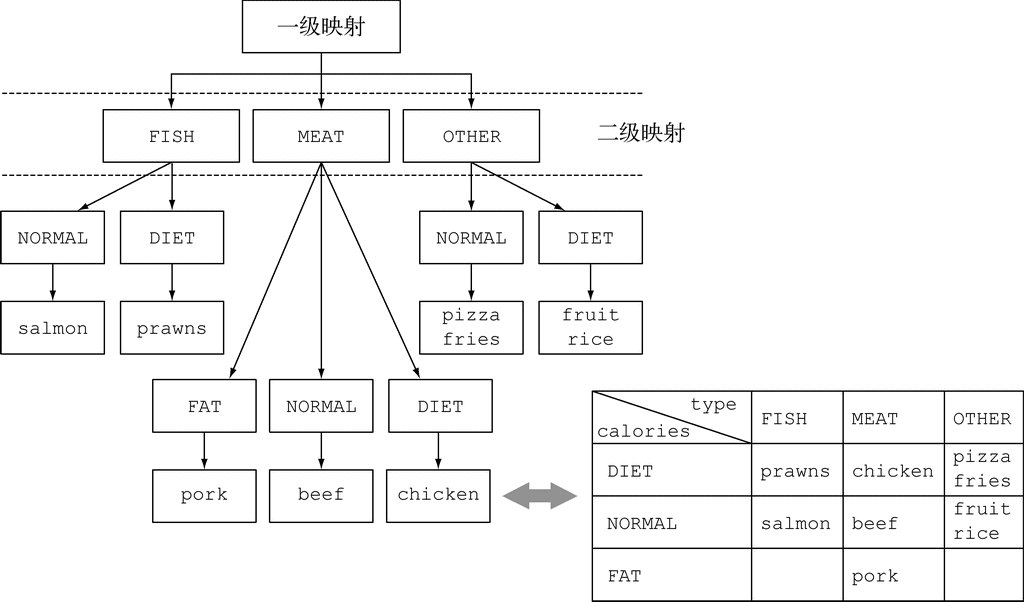 一级映射
FISH
MEAT
OTHER
二级映射
NORMAL
DIET
NORMAL
DIET
salmon
prawns
pizza
fries
fruit
rice
FAT
NORMAL
DIET
pork
beef
chicken
type
calories
FISH
MEAT
OTHER
DIET
prawns
chicken
pizza
fries
NORMAL
salmon
beef
fruit
rice
FAT
pork